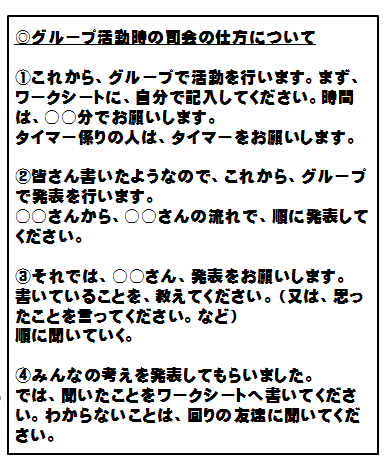 ◎グループ活動時の司会の仕方について
①これから、グループで活動を行います。まず、
ワークシートに、自分で記入してください。時間
は、○○分でお願いします。
タイマー係りの人は、タイマーをお願いします。
②皆さん書いたようなので、これから、グループ
で発表を行います。
○○さんから、○○さんの流れで、順に発表して
ください。
③それでは、○○さん、発表をお願いします。
書いていることを、教えてください。（又は、思っ
たことを言ってください。など）
順に聞いていく。
④みんなの考えを発表してもらいました。
では、聞いたことをワークシートへ書いてくださ
い。わからないことは、回りの友達に聞いてくだ
さい。